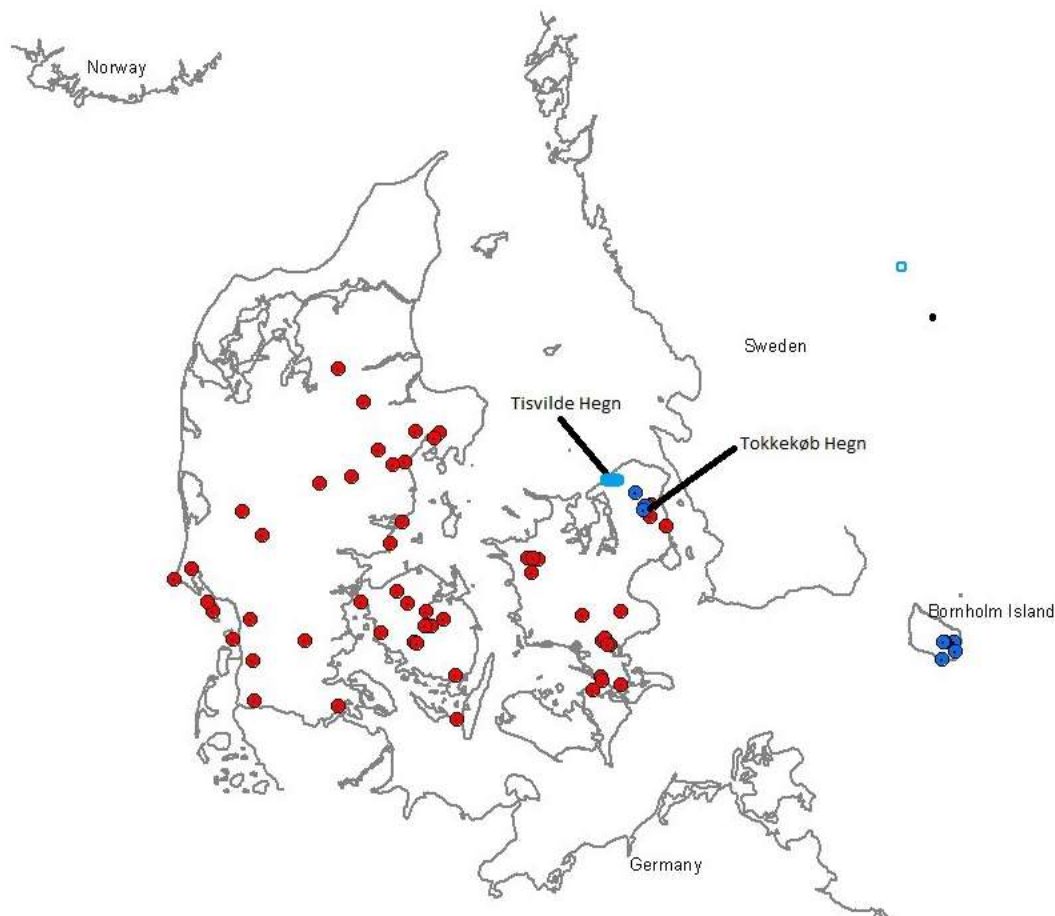 Norway
Sweden
Tisvilde Hegn
Tokkekøb Hegn
Bornholm Island
Germany